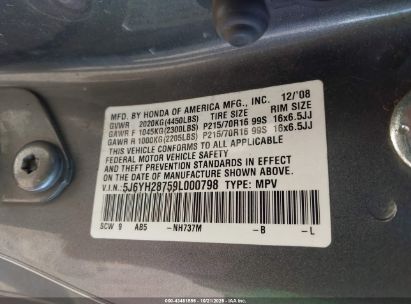 MFD. BY HONDA OF AMERICA MFG., INC. 12/'08
GVWR 2020KG(4450LBS) TIRE SIZE RIM SIZE
GAWR F 1045KG(2300LBS) P215/70R16 99S 16x6.5JJ
GAWR R 1000KG(2205LBS) P215/70R16 99S 16x6.5JJ
THIS VEHICLE CONFORMS TO ALL APPLICABLE
FEDERAL MOTOR VEHICLE SAFETY
AND THEFT PREVENTION STANDARDS IN EFFECT
ON THE DATE OF MANUFACTURE SHOWN ABOVE.
V.I.N: 5J6YH28759L000798 TYPE: MPV
SCW 9 AB5 -NH737M -B -L